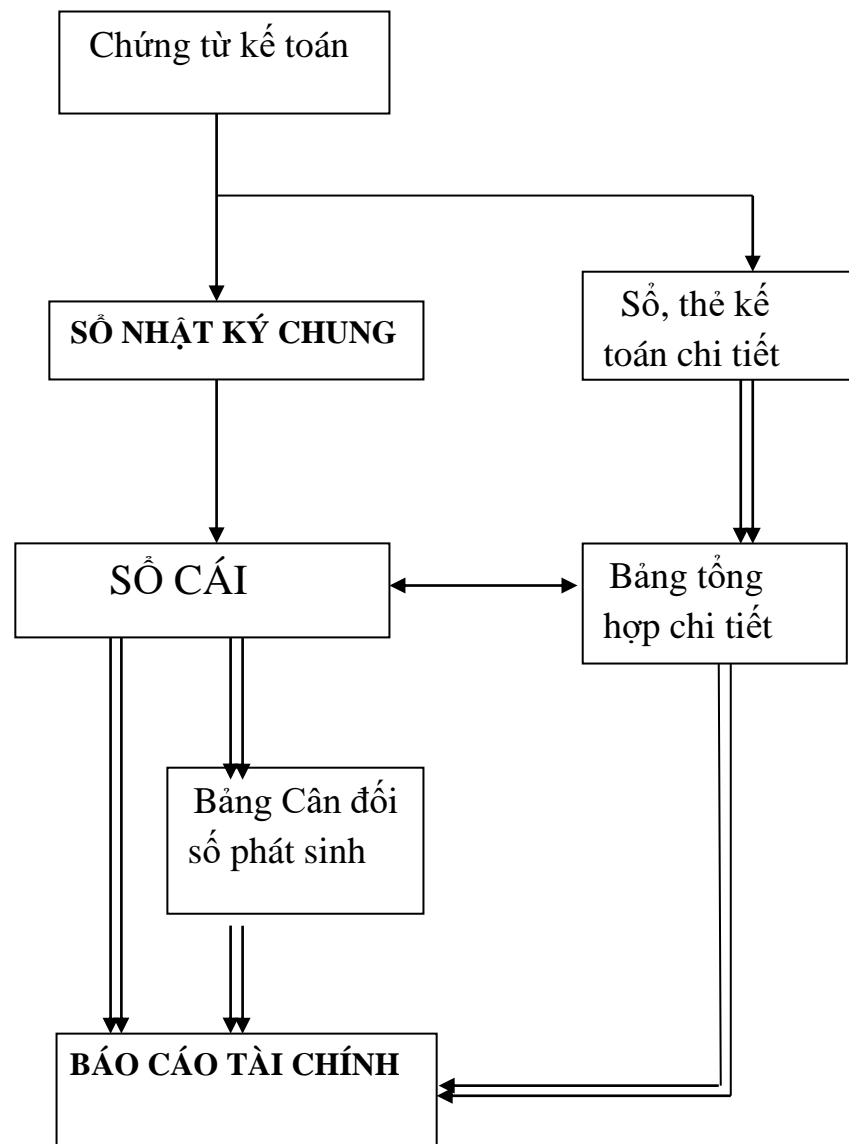 Chứng từ kế toán
SỔ NHẬT KÝ CHUNG
Sổ, thẻ kế
toán chi tiết
SỔ CÁI
Bảng tổng
hợp chi tiết
Bảng Cân đối
số phát sinh
BÁO CÁO TÀI CHÍNH